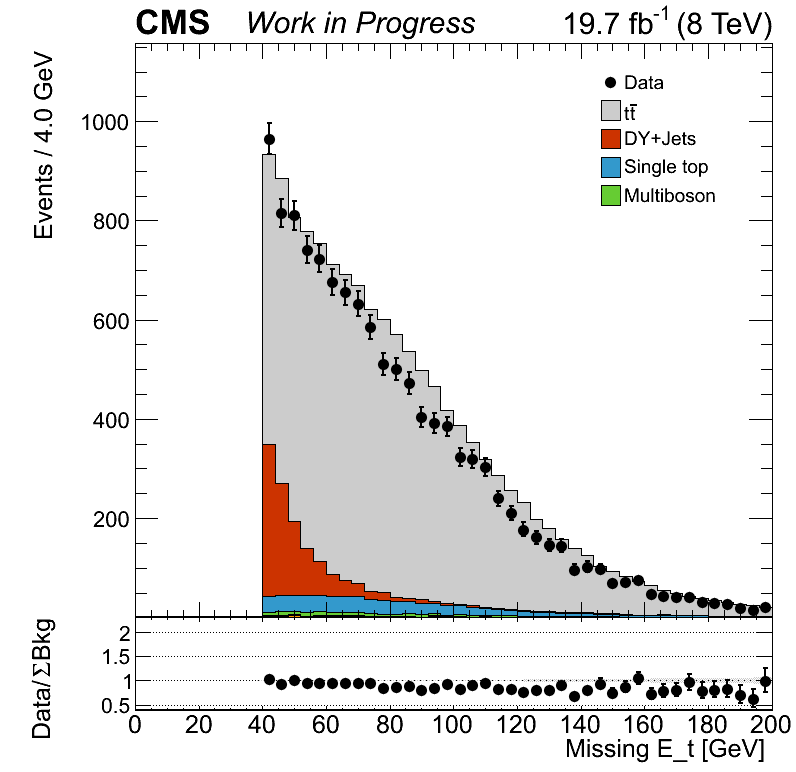 CMS Work in Progress 19.7 fb⁻¹ (8 TeV)
Events / 4.0 GeV
1000
800
600
400
200
Data
tt̄
DY+Jets
Single top
Multiboson
Data/ΣBkg
2
1.5
1
0.5
0 20 40 60 80 100 120 140 160 180 200
Missing E_t [GeV]